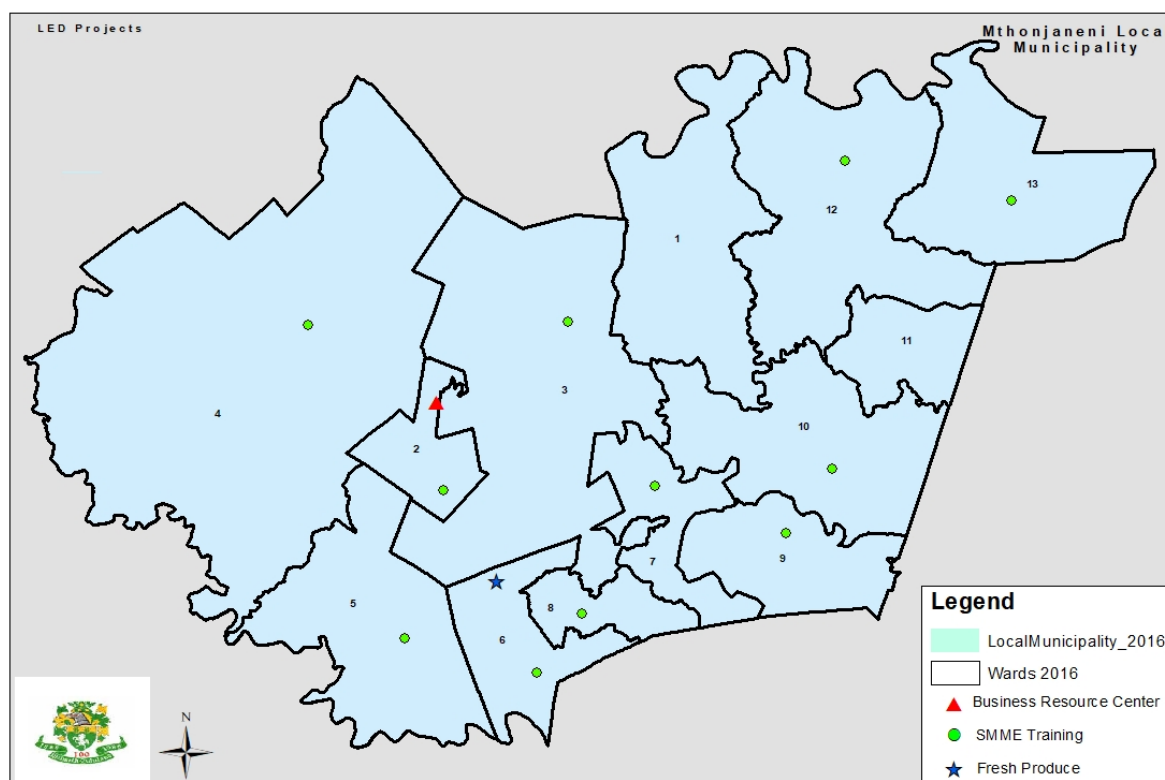 LED Projects
Mthonjaneni Loca
Municipality
13
12
1
11
3
4
10
2
9
7
5
8
6
Legend
LocalMunicipality_2016
Wards 2016
Business Resource Center
SMME Training
Fresh Produce
N
100